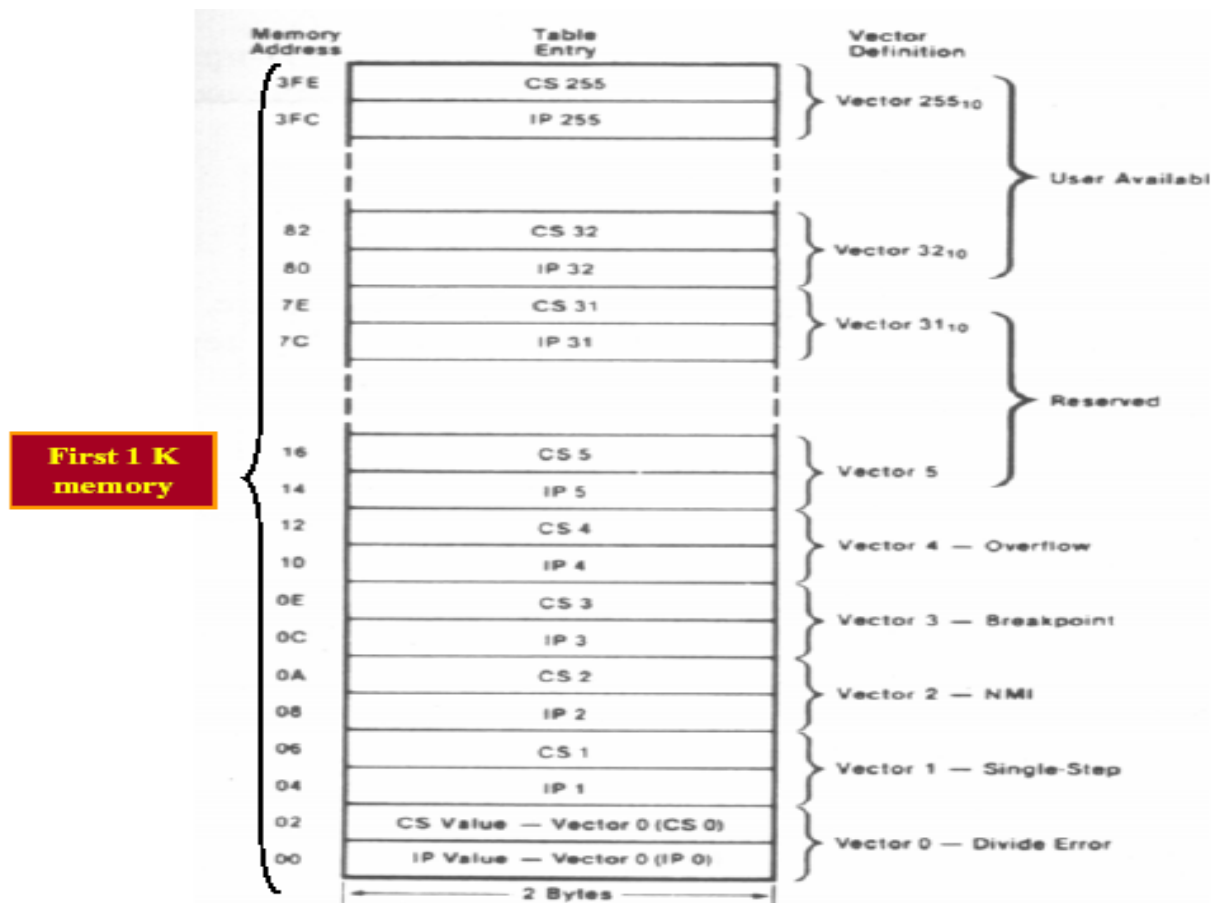 Memory Address
Table Entry
Vector Definition
3FE CS 255
3FC IP 255
Vector 255₁₀
User Availabl
82 CS 32
80 IP 32
Vector 32₁₀
7E CS 31
7C IP 31
Vector 31₁₀
Reserved
First 1 K
memory
16 CS 5
14 IP 5
Vector 5
12 CS 4
10 IP 4
Vector 4 — Overflow
0E CS 3
0C IP 3
Vector 3 — Breakpoint
0A CS 2
08 IP 2
Vector 2 — NMI
06 CS 1
04 IP 1
Vector 1 — Single-Step
02 CS Value — Vector 0 (CS 0)
00 IP Value — Vector 0 (IP 0)
Vector 0 — Divide Error
2 Bytes